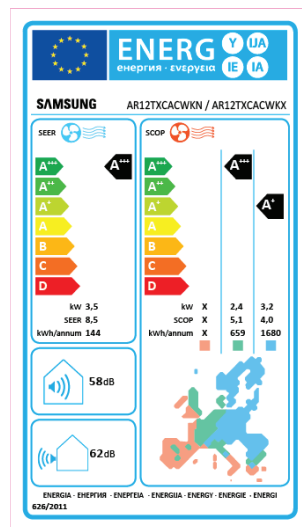 ENERG Y IJA
енергия · ενεργεια IE IA
SAMSUNG AR12TXCACWKN / AR12TXCACWKX
SEER SCOP
A+++ A+++ A+++ A+++
A++ A++
A+ A+ A+
A A
B B
C C
D D
kW 3,5 kW X 2,4 3,2
SEER 8,5 SCOP X 5,1 4,0
kWh/annum 144 kWh/annum X 659 1680
58dB
62dB
ENERGIA · ЕНЕРГИЯ · ΕΝΕΡΓΕΙΑ · ENERGIJA · ENERGY · ENERGIE · ENERGI
626/2011